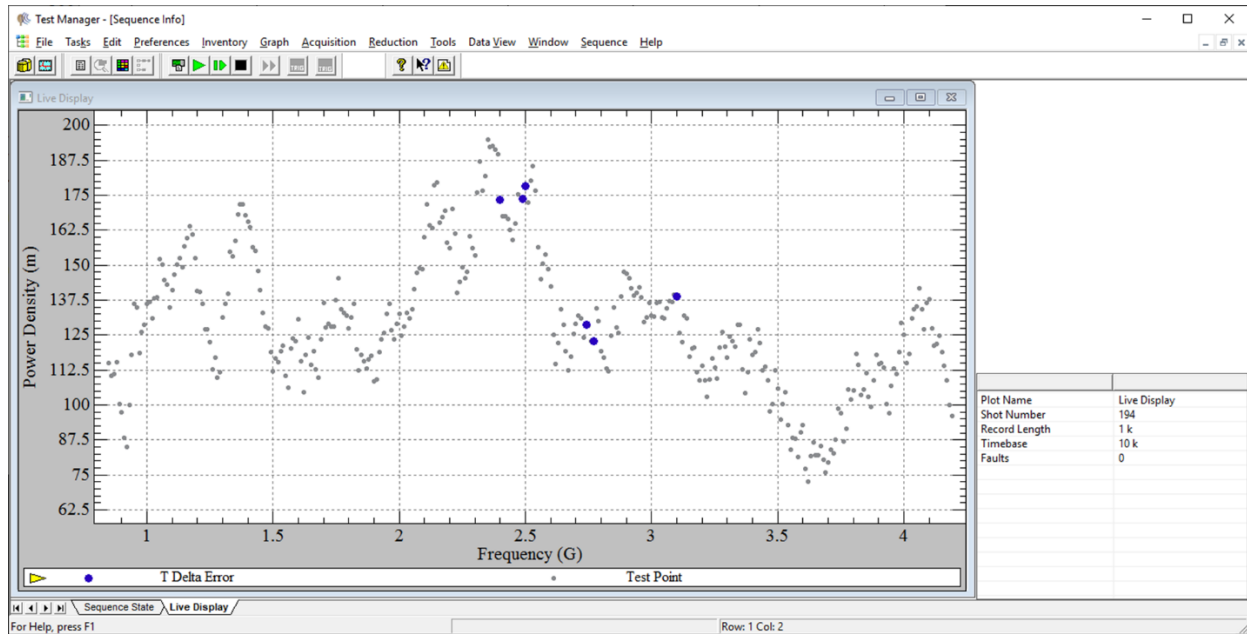 Test Manager - [Sequence Info]
File Tasks Edit Preferences Inventory Graph Acquisition Reduction Tools Data View Window Sequence Help
Live Display
200
187.5
175
162.5
150
137.5
125
112.5
100
87.5
75
62.5
Power Density (m)
1 1.5 2 2.5 3 3.5 4
Frequency (G)
T Delta Error Test Point
Plot Name Live Display
Shot Number 194
Record Length 1 k
Timebase 10 k
Faults 0
Sequence State Live Display
For Help, press F1 Row: 1 Col: 2